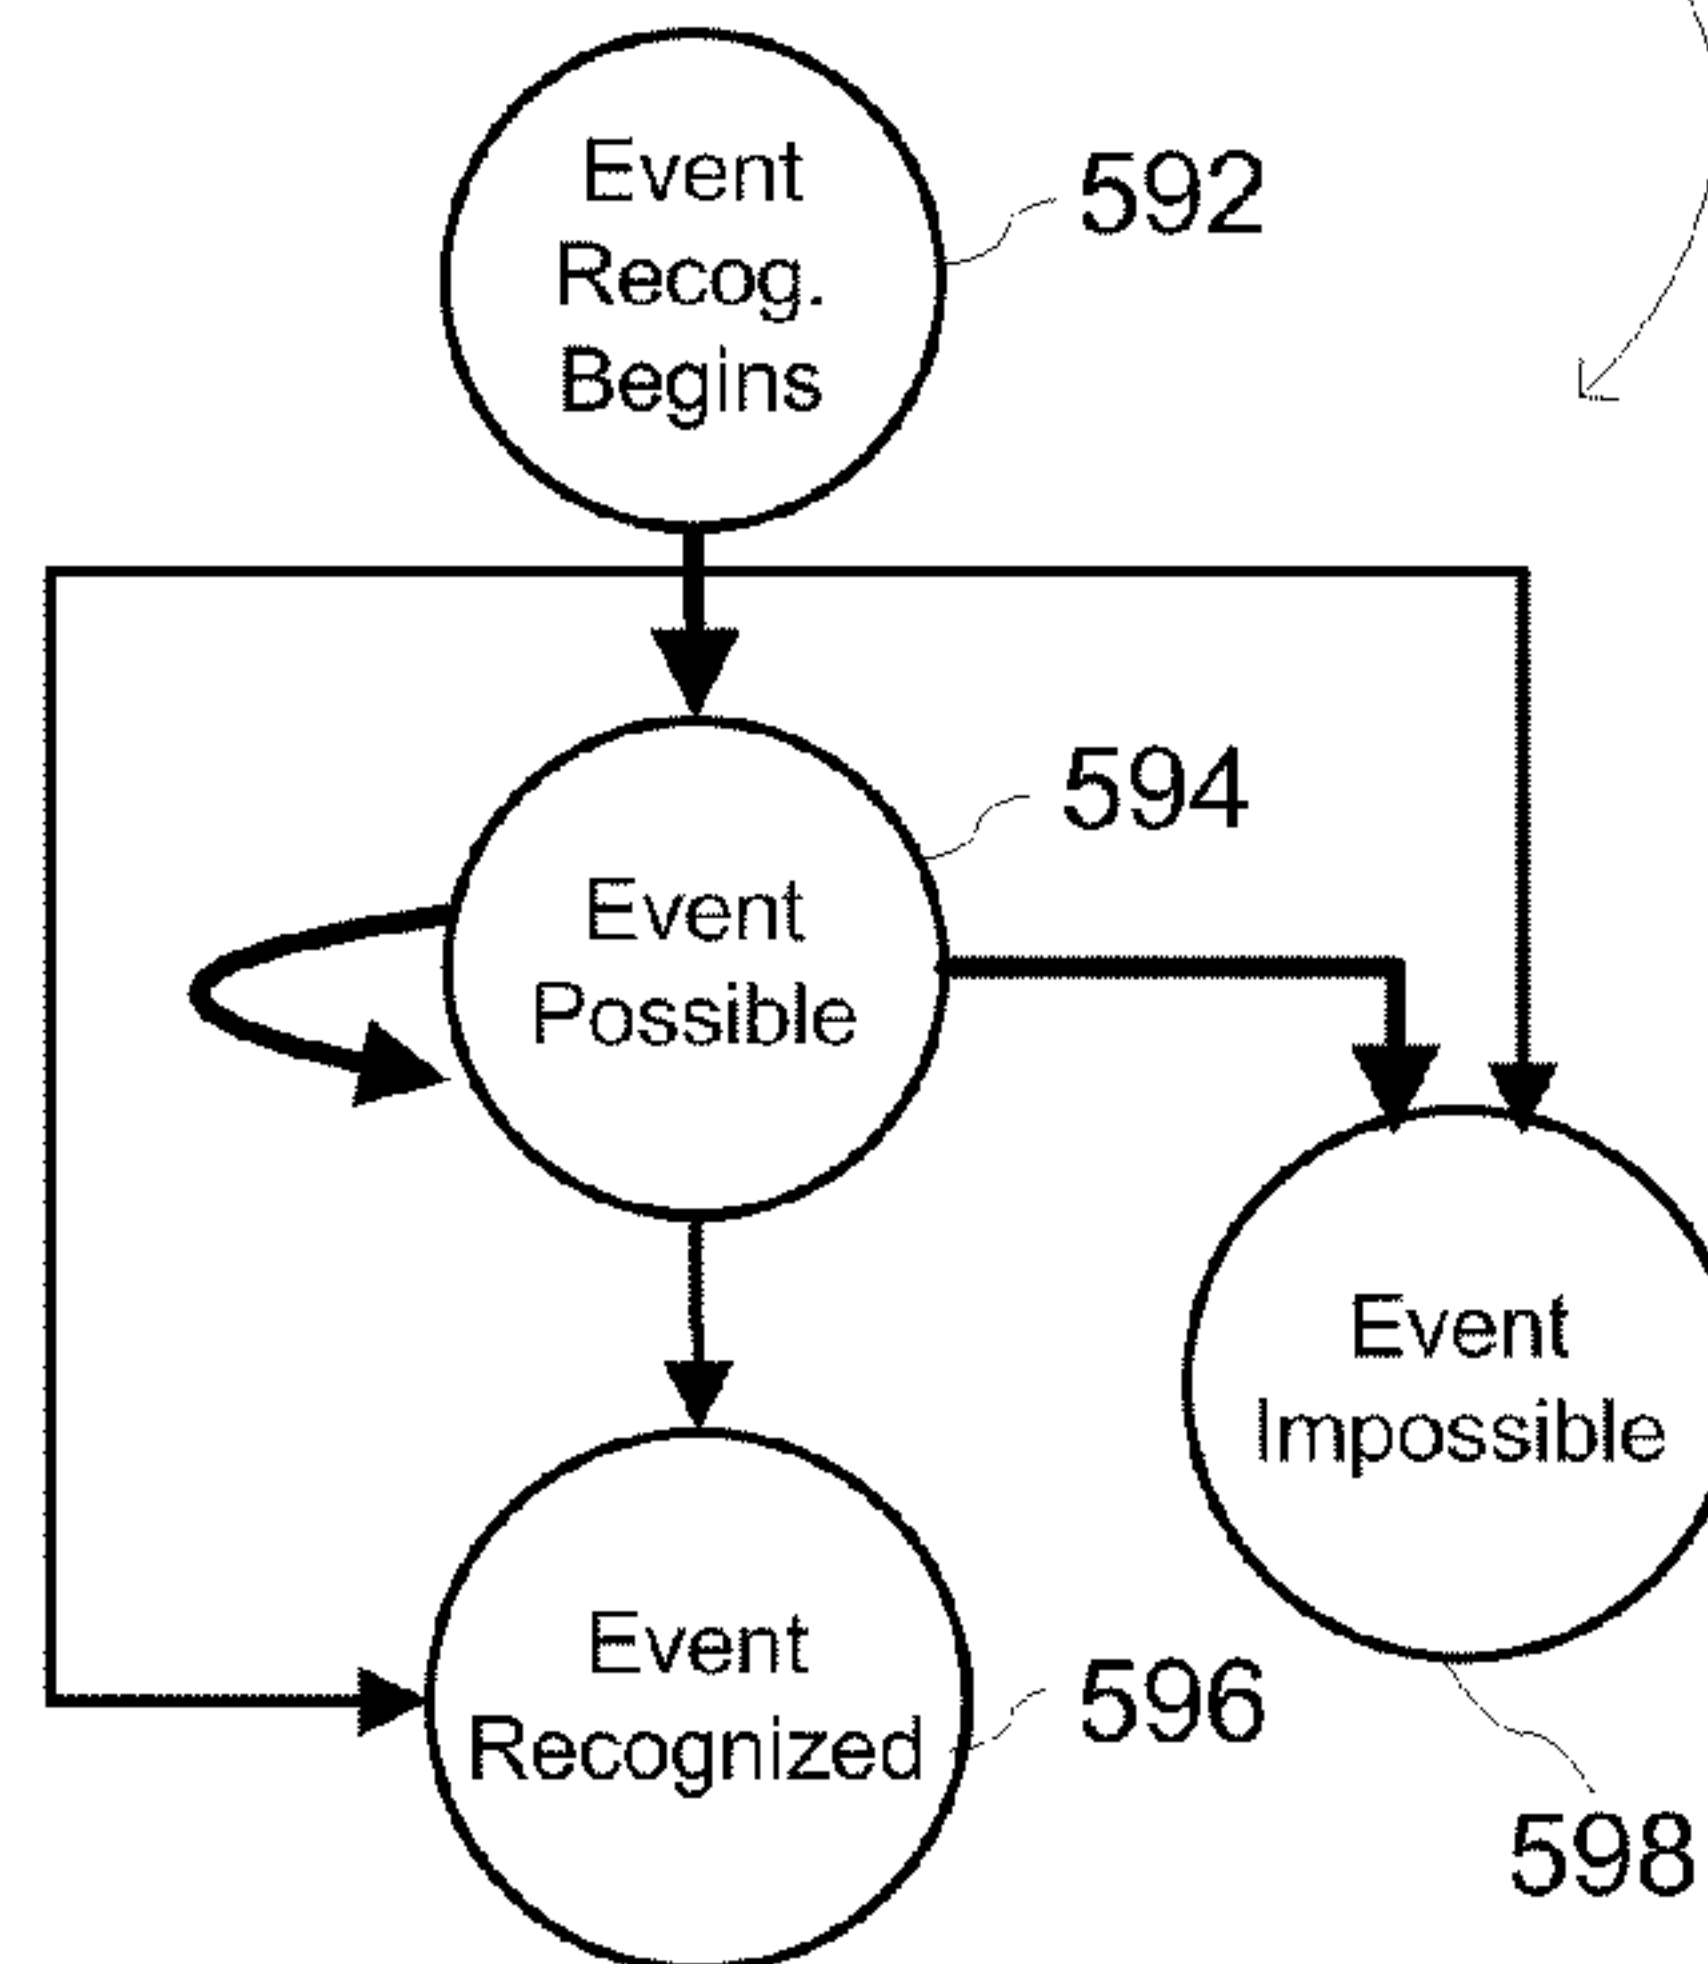 Event
Recog.
Begins
592
594
Event
Possible
Event
Impossible
Event
Recognized
596
598